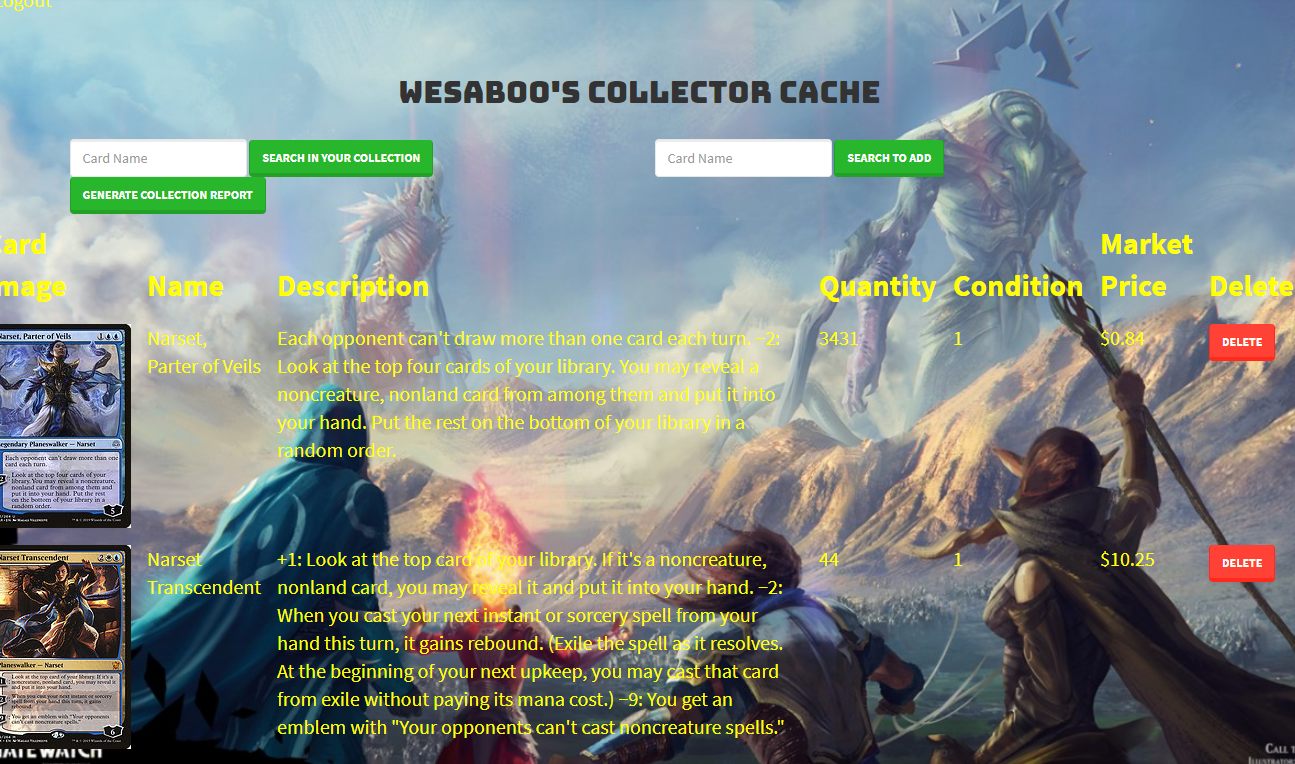 Logout
WESABOO'S COLLECTOR CACHE
Card Name
SEARCH IN YOUR COLLECTION
Card Name
SEARCH TO ADD
GENERATE COLLECTION REPORT
Card
Image
Name
Description
Quantity
Condition
Market
Price
Delete
Narset, Parter of Veils
Legendary Planeswalker — Narset
Each opponent can't draw more than one
card each turn.
Look at the top four cards of your
library. You may reveal a noncreature,
nonland card from among them and
put it into your hand. Put the rest
on the bottom of your library in a
random order.
5
Narset,
Parter of Veils
Each opponent can't draw more than one card each turn. −2:
Look at the top four cards of your library. You may reveal a
noncreature, nonland card from among them and put it into
your hand. Put the rest on the bottom of your library in a
random order.
3431
1
$0.84
DELETE
Narset Transcendent
Planeswalker — Narset
Look at the top card of your library. If it's a
noncreature, nonland card, you may reveal it
and put it into your hand.
When you cast your next instant or sorcery
spell from your hand this turn, it gains
rebound.
You get an emblem with "Your opponents
can't cast noncreature spells."
6
Narset
Transcendent
+1: Look at the top card of your library. If it's a noncreature,
nonland card, you may reveal it and put it into your hand. −2:
When you cast your next instant or sorcery spell from your
hand this turn, it gains rebound. (Exile the spell as it resolves.
At the beginning of your next upkeep, you may cast that card
from exile without paying its mana cost.) −9: You get an
emblem with "Your opponents can't cast noncreature spells."
44
1
$10.25
DELETE
GATEWATCH
CALL T
ILLUSTRATOR